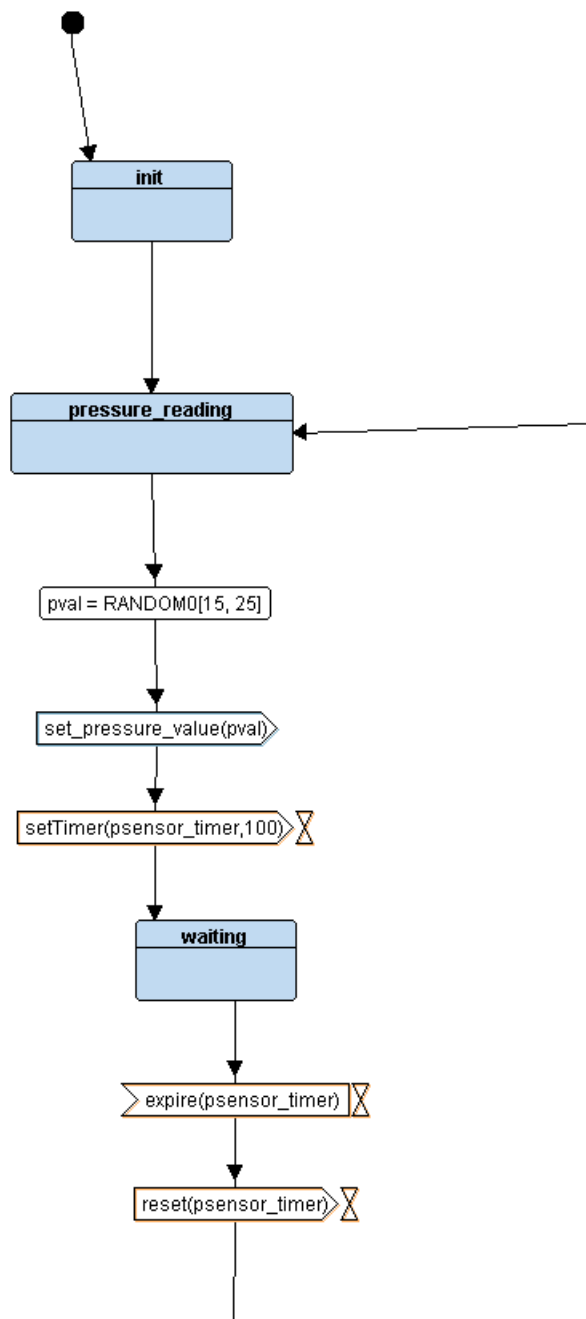 init
pressure_reading
pval = RANDOM0[15, 25]
set_pressure_value(pval)
setTimer(psensor_timer,100)
waiting
expire(psensor_timer)
reset(psensor_timer)